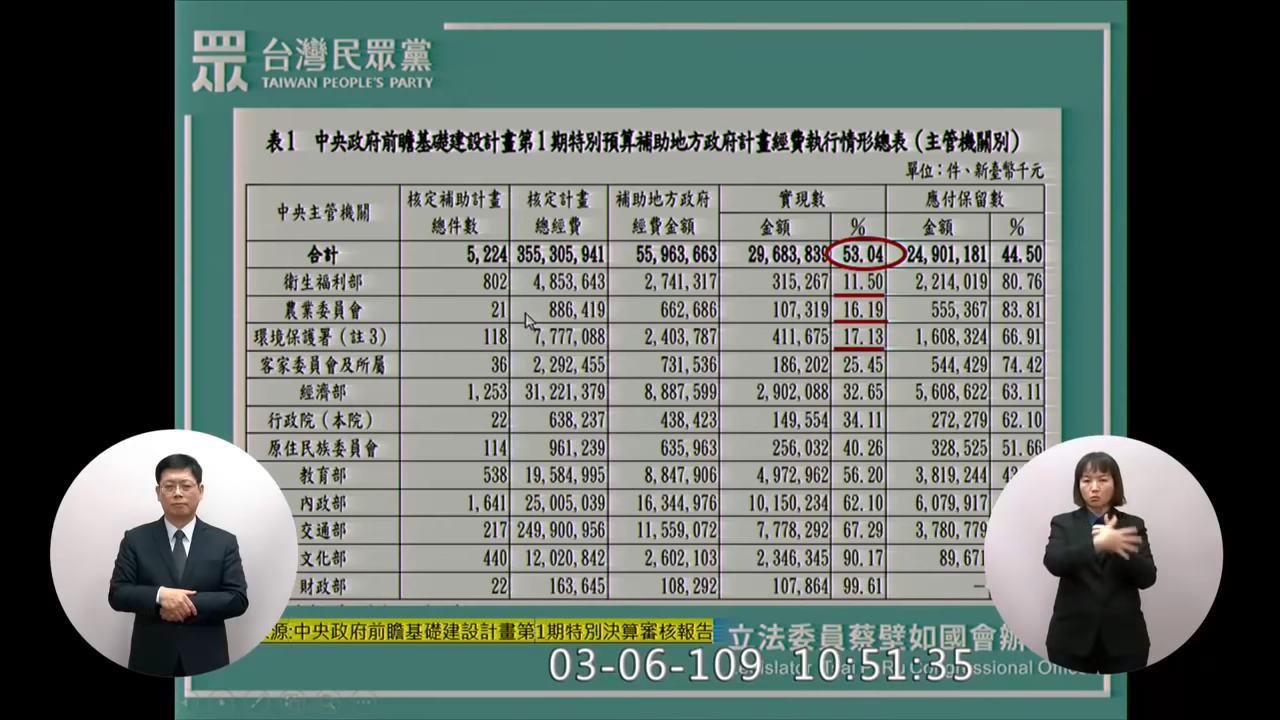 眾 台灣民眾黨
TAIWAN PEOPLE'S PARTY
表1 中央政府前瞻基礎建設計畫第1期特別預算補助地方政府計畫經費執行情形總表(主管機關別)
單位:件、新臺幣千元
中央主管機關 核定補助計畫總件數 核定計畫總經費 補助地方政府經費金額 實現數 應付保留數
金額 % 金額 %
合計 5,224 355,305,941 55,963,663 29,683,839 53.04 24,901,181 44.50
衛生福利部 802 4,853,643 2,741,317 315,267 11.50 2,214,019 80.76
農業委員會 21 886,419 662,686 107,319 16.19 555,367 83.81
環境保護署(註3) 118 7,777,088 2,403,787 411,675 17.13 1,608,324 66.91
客家委員會及所屬 36 2,292,455 731,536 186,202 25.45 544,429 74.42
經濟部 1,253 31,221,379 8,887,599 2,902,088 32.65 5,608,622 63.11
行政院(本院) 22 638,237 438,423 149,554 34.11 272,279 62.10
原住民族委員會 114 961,239 635,963 256,032 40.26 328,525 51.66
教育部 538 19,584,995 8,847,906 4,972,962 56.20 3,819,244
內政部 1,641 25,005,039 16,344,976 10,150,234 62.10 6,079,917
交通部 217 249,900,956 11,559,072 7,778,292 67.29 3,780,779
文化部 440 12,020,842 2,602,103 2,346,345 90.17 89,671
財政部 22 163,645 108,292 107,864 99.61 —
源:中央政府前瞻基礎建設計畫第1期特別決算審核報告
立法委員蔡壁如國會辦
Congressional Office
03-06-109 10:51:35